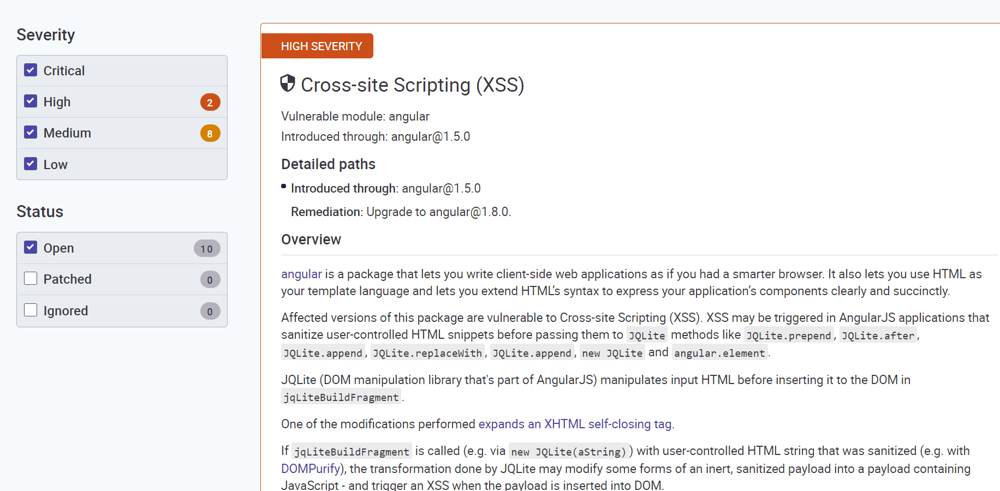 Severity
Critical
High 2
Medium 8
Low
Status
Open 10
Patched 0
Ignored 0
HIGH SEVERITY
Cross-site Scripting (XSS)
Vulnerable module: angular
Introduced through: angular@1.5.0
Detailed paths
Introduced through: angular@1.5.0
Remediation: Upgrade to angular@1.8.0.
Overview
angular is a package that lets you write client-side web applications as if you had a smarter browser. It also lets you use HTML as
your template language and lets you extend HTML’s syntax to express your application’s components clearly and succinctly.
Affected versions of this package are vulnerable to Cross-site Scripting (XSS). XSS may be triggered in AngularJS applications that
sanitize user-controlled HTML snippets before passing them to JQLite methods like JQLite.prepend, JQLite.after,
JQLite.append, JQLite.replaceWith, JQLite.append, new JQLite and angular.element.
JQLite (DOM manipulation library that's part of AngularJS) manipulates input HTML before inserting it to the DOM in
jqLiteBuildFragment.
One of the modifications performed expands an XHTML self-closing tag.
If jqLiteBuildFragment is called (e.g. via new JQLite(aString)) with user-controlled HTML string that was sanitized (e.g. with
DOMPurify), the transformation done by JQLite may modify some forms of an inert, sanitized payload into a payload containing
JavaScript - and trigger an XSS when the payload is inserted into DOM.